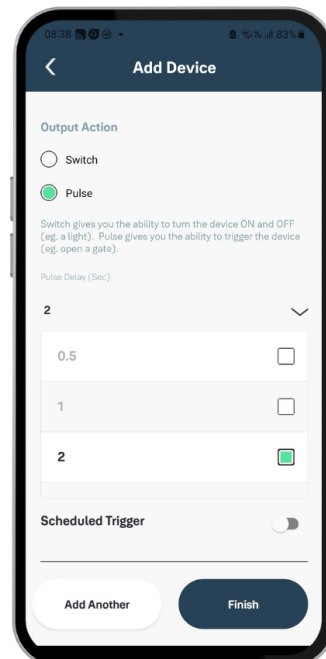 08:38
83%
Add Device
Output Action
Switch
Pulse
Switch gives you the ability to turn the device ON and OFF
(eg. a light). Pulse gives you the ability to trigger the device
(eg. open a gate).
Pulse Delay (Sec)
2
0.5
1
2
Scheduled Trigger
Add Another
Finish